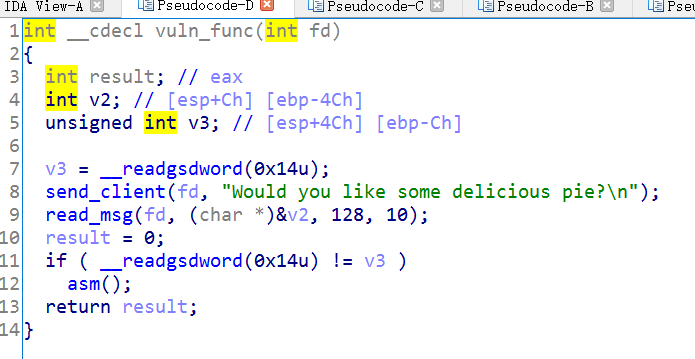 IDA View-A Pseudocode-D Pseudocode-C Pseudocode-B
1 int __cdecl vuln_func(int fd)
2 {
3 int result; // eax
4 int v2; // [esp+Ch] [ebp-4Ch]
5 unsigned int v3; // [esp+4Ch] [ebp-Ch]
6
7 v3 = __readgsdword(0x14u);
8 send_client(fd, "Would you like some delicious pie?\n");
9 read_msg(fd, (char *)&v2, 128, 10);
10 result = 0;
11 if ( __readgsdword(0x14u) != v3 )
12 asm();
13 return result;
14 }